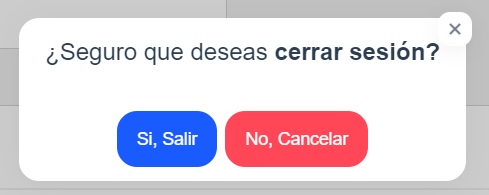 ¿Seguro que deseas cerrar sesión?
Si, Salir
No, Cancelar